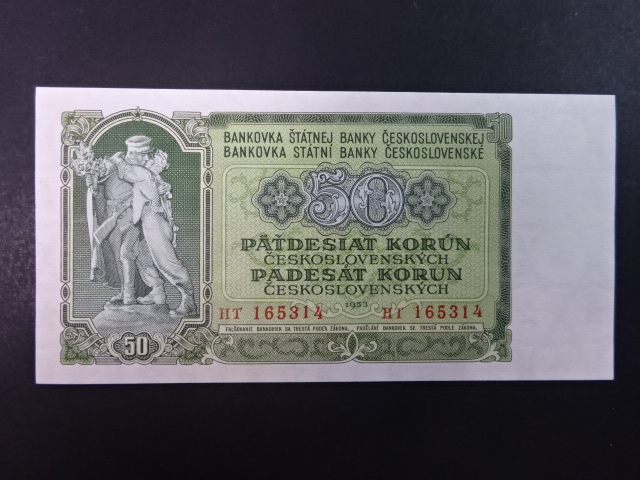 50
BANKOVKA ŠTÁTNEJ BANKY ČESKOSLOVENSKEJ
BANKOVKA STÁTNÍ BANKY ČESKOSLOVENSKÉ
50
PÄŤDESIAT KORÚN
ČESKOSLOVENSKÝCH
PADESÁT KORUN
ČESKOSLOVENSKÝCH
1953
HT 165314 HT 165314
FALŠOVANIE BANKOVIEK SA TRESTÁ PODĽA ZÁKONA. PADĚLÁNÍ BANKOVEK SE TRESTÁ PODLE ZÁKONA.
50